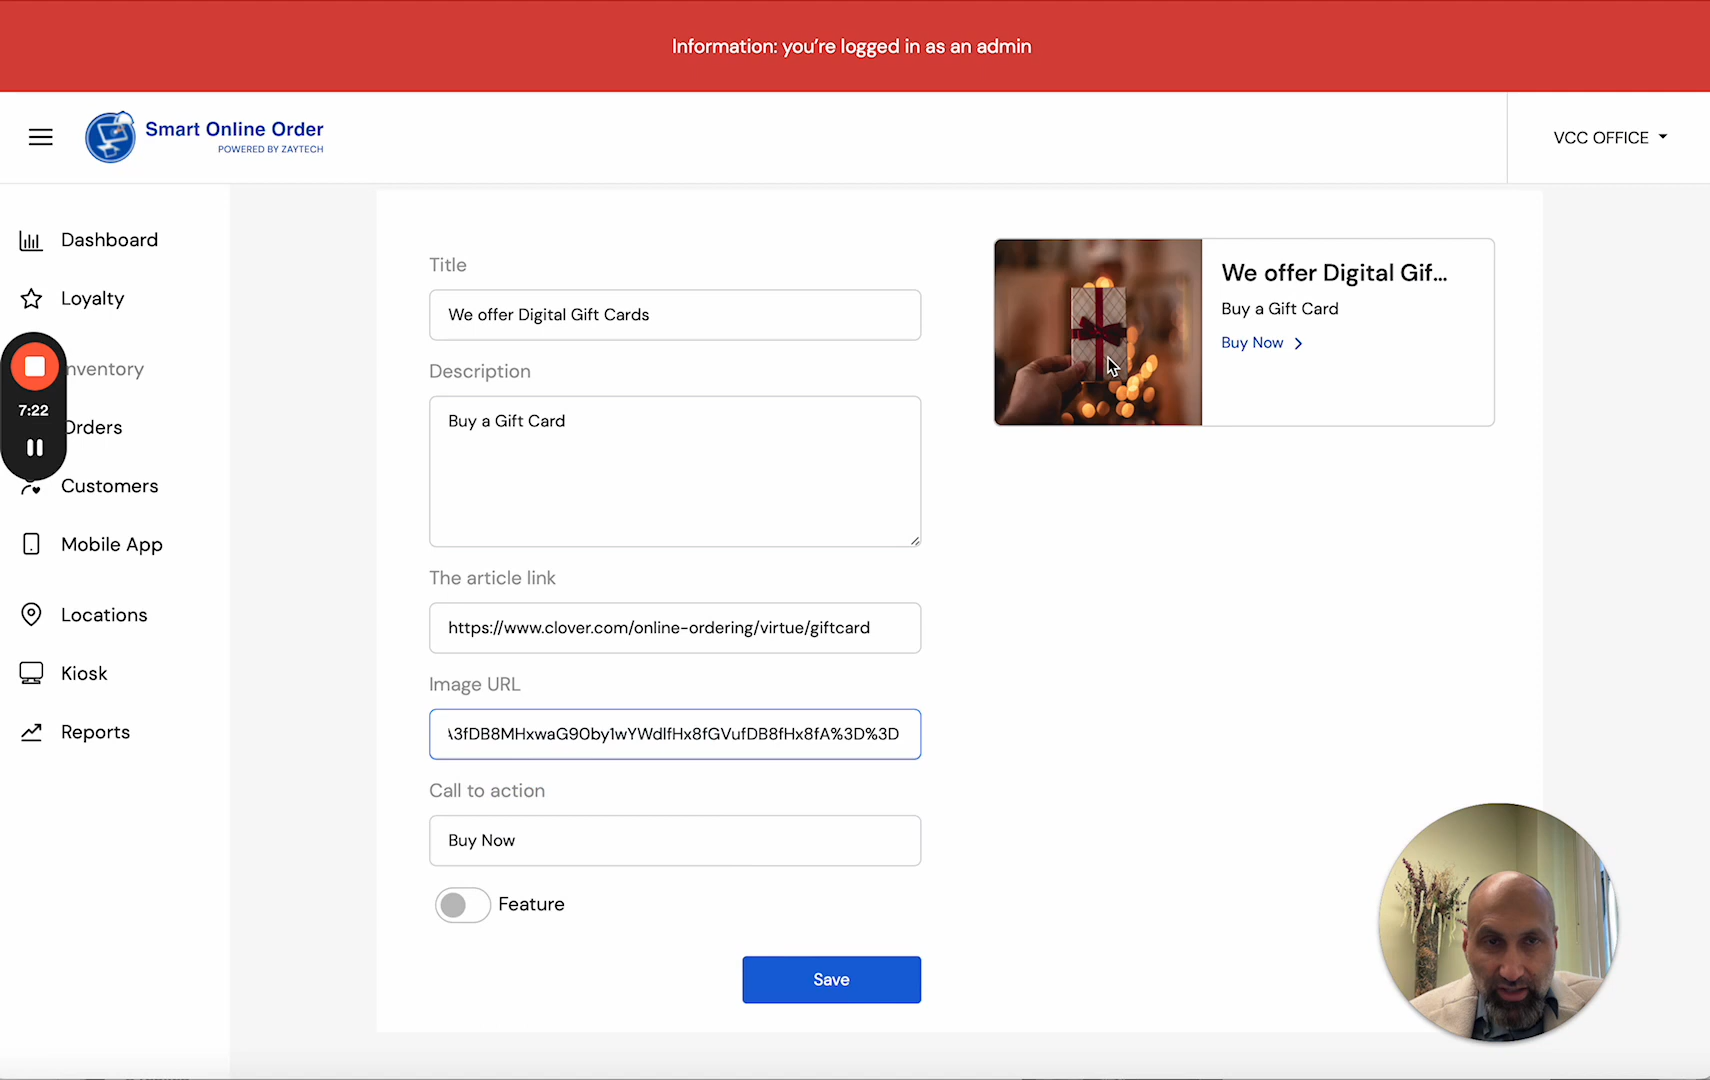 Information: you’re logged in as an admin
Smart Online Order
POWERED BY ZAYTECH
VCC OFFICE
Dashboard
Loyalty
nventory
7:22
Orders
Customers
Mobile App
Locations
Kiosk
Reports
Title
We offer Digital Gift Cards
Description
Buy a Gift Card
The article link
https://www.clover.com/online-ordering/virtue/giftcard
Image URL
A3fDB8MHxwaG90by1wYWdlfHx8fGVufDB8fHx8fA%3D%3D
Call to action
Buy Now
Feature
Save
We offer Digital Gif...
Buy a Gift Card
Buy Now